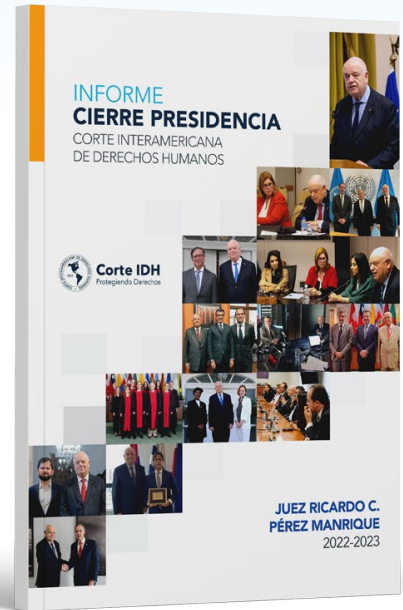 INFORME
CIERRE PRESIDENCIA
CORTE INTERAMERICANA
DE DERECHOS HUMANOS
Corte IDH
Protegiendo Derechos
JUEZ RICARDO C.
PÉREZ MANRIQUE
2022-2023